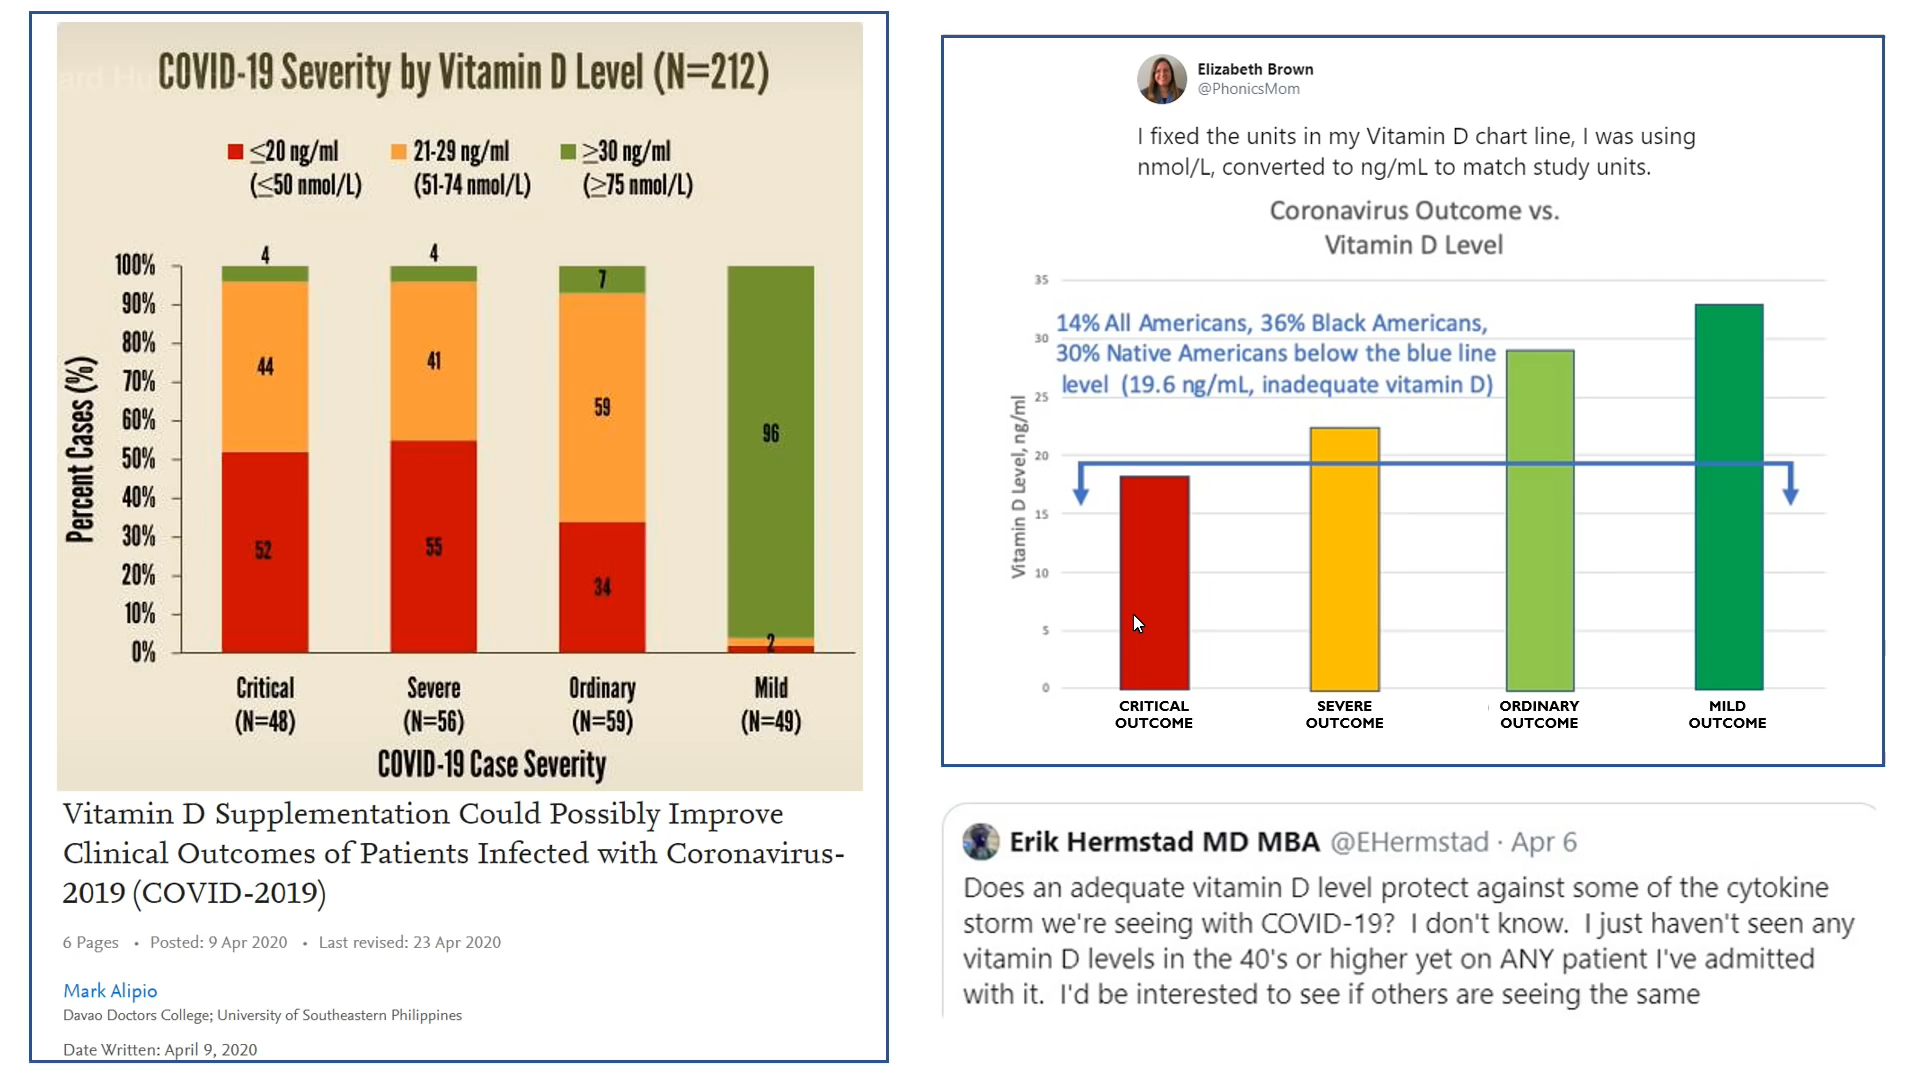 COVID-19 Severity by Vitamin D Level (N=212)
≤20 ng/ml
(≤50 nmol/L)
21-29 ng/ml
(51-74 nmol/L)
≥30 ng/ml
(≥75 nmol/L)
Percent Cases (%)
100%
90%
80%
70%
60%
50%
40%
30%
20%
10%
0%
4
44
52
4
41
55
7
59
34
96
2
Critical
(N=48)
Severe
(N=56)
Ordinary
(N=59)
Mild
(N=49)
COVID-19 Case Severity
Vitamin D Supplementation Could Possibly Improve
Clinical Outcomes of Patients Infected with Coronavirus-
2019 (COVID-2019)
6 Pages • Posted: 9 Apr 2020 • Last revised: 23 Apr 2020
Mark Alipio
Davao Doctors College; University of Southeastern Philippines
Date Written: April 9, 2020
Elizabeth Brown
@PhonicsMom
I fixed the units in my Vitamin D chart line, I was using
nmol/L, converted to ng/mL to match study units.
Coronavirus Outcome vs.
Vitamin D Level
Vitamin D Level, ng/ml
35
30
25
20
15
10
5
0
14% All Americans, 36% Black Americans,
30% Native Americans below the blue line
level (19.6 ng/mL, inadequate vitamin D)
CRITICAL
OUTCOME
SEVERE
OUTCOME
ORDINARY
OUTCOME
MILD
OUTCOME
Erik Hermstad MD MBA @EHermstad · Apr 6
Does an adequate vitamin D level protect against some of the cytokine
storm we're seeing with COVID-19? I don't know. I just haven't seen any
vitamin D levels in the 40's or higher yet on ANY patient I've admitted
with it. I'd be interested to see if others are seeing the same